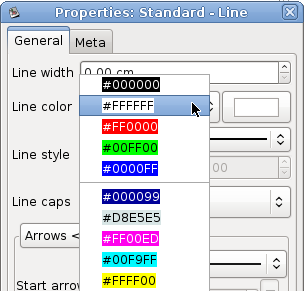 Properties: Standard - Line
General Meta
Line width 0.00 cm
#000000
Line color #FFFFFF
#FF0000
#00FF00
Line style #0000FF 00
#000099
Line caps
#D8E5E5
Arrows < #FF00ED
#00F9FF
#FFFF00
Start arrow